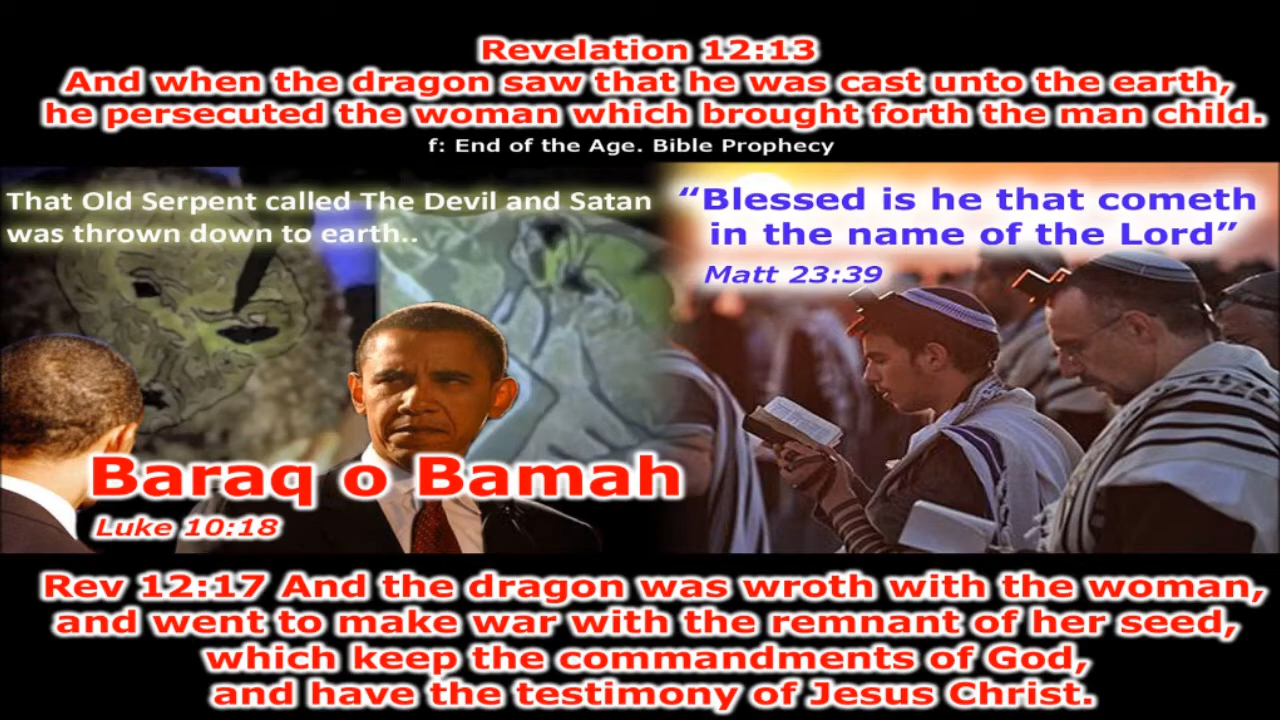 Revelation 12:13
And when the dragon saw that he was cast unto the earth,
he persecuted the woman which brought forth the man child.
f: End of the Age. Bible Prophecy
That Old Serpent called The Devil and Satan
was thrown down to earth..
“Blessed is he that cometh
in the name of the Lord”
Matt 23:39
Baraq o Bamah
Luke 10:18
Rev 12:17 And the dragon was wroth with the woman,
and went to make war with the remnant of her seed,
which keep the commandments of God,
and have the testimony of Jesus Christ.